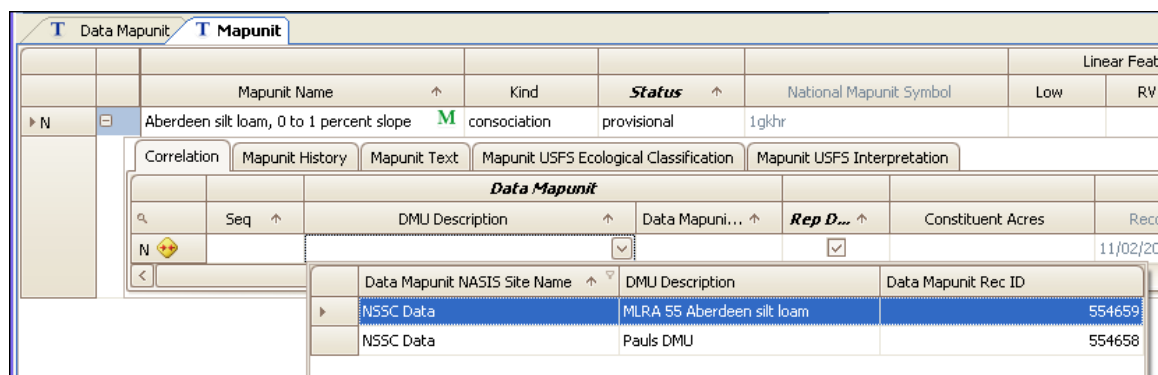 T Data Mapunit T Mapunit
Linear Feat
Mapunit Name Kind Status National Mapunit Symbol Low RV
N Aberdeen silt loam, 0 to 1 percent slope M consociation provisional 1gkhr
Correlation Mapunit History Mapunit Text Mapunit USFS Ecological Classification Mapunit USFS Interpretation
Data Mapunit
Seq DMU Description Data Mapuni... Rep D... Constituent Acres Reco
N 11/02/20
Data Mapunit NASIS Site Name DMU Description Data Mapunit Rec ID
NSSC Data MLRA 55 Aberdeen silt loam 554659
NSSC Data Pauls DMU 554658